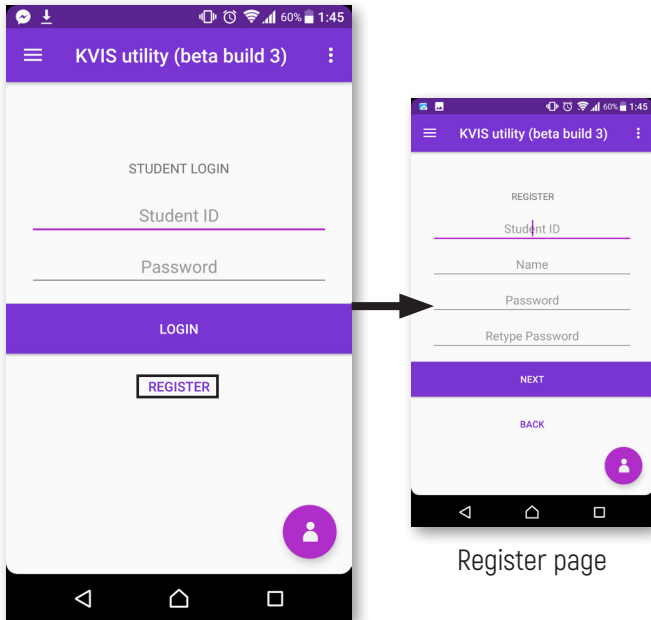 60% 1:45
KVIS utility (beta build 3)
STUDENT LOGIN
Student ID
Password
LOGIN
REGISTER
60% 1:45
KVIS utility (beta build 3)
REGISTER
Student ID
Name
Password
Retype Password
NEXT
BACK
Register page